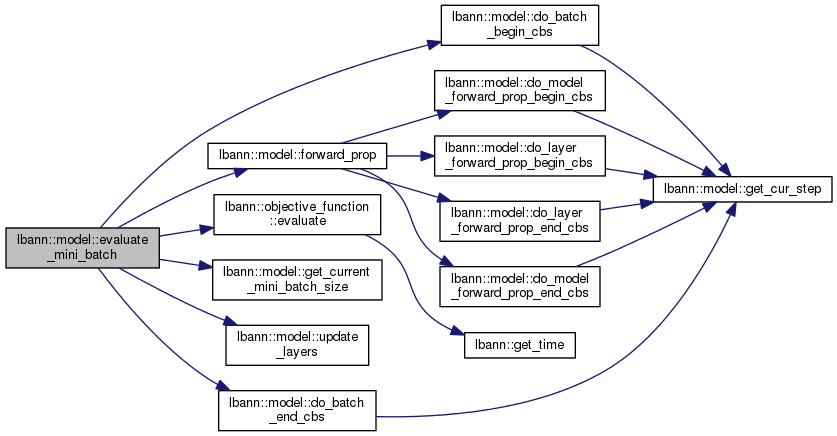 lbann::model::evaluate
_mini_batch
lbann::model::do_batch
_begin_cbs
lbann::model::forward_prop
lbann::model::do_model
_forward_prop_begin_cbs
lbann::model::do_layer
_forward_prop_begin_cbs
lbann::model::do_layer
_forward_prop_end_cbs
lbann::model::do_model
_forward_prop_end_cbs
lbann::model::get_cur_step
lbann::objective_function
::evaluate
lbann::get_time
lbann::model::get_current
_mini_batch_size
lbann::model::update
_layers
lbann::model::do_batch
_end_cbs